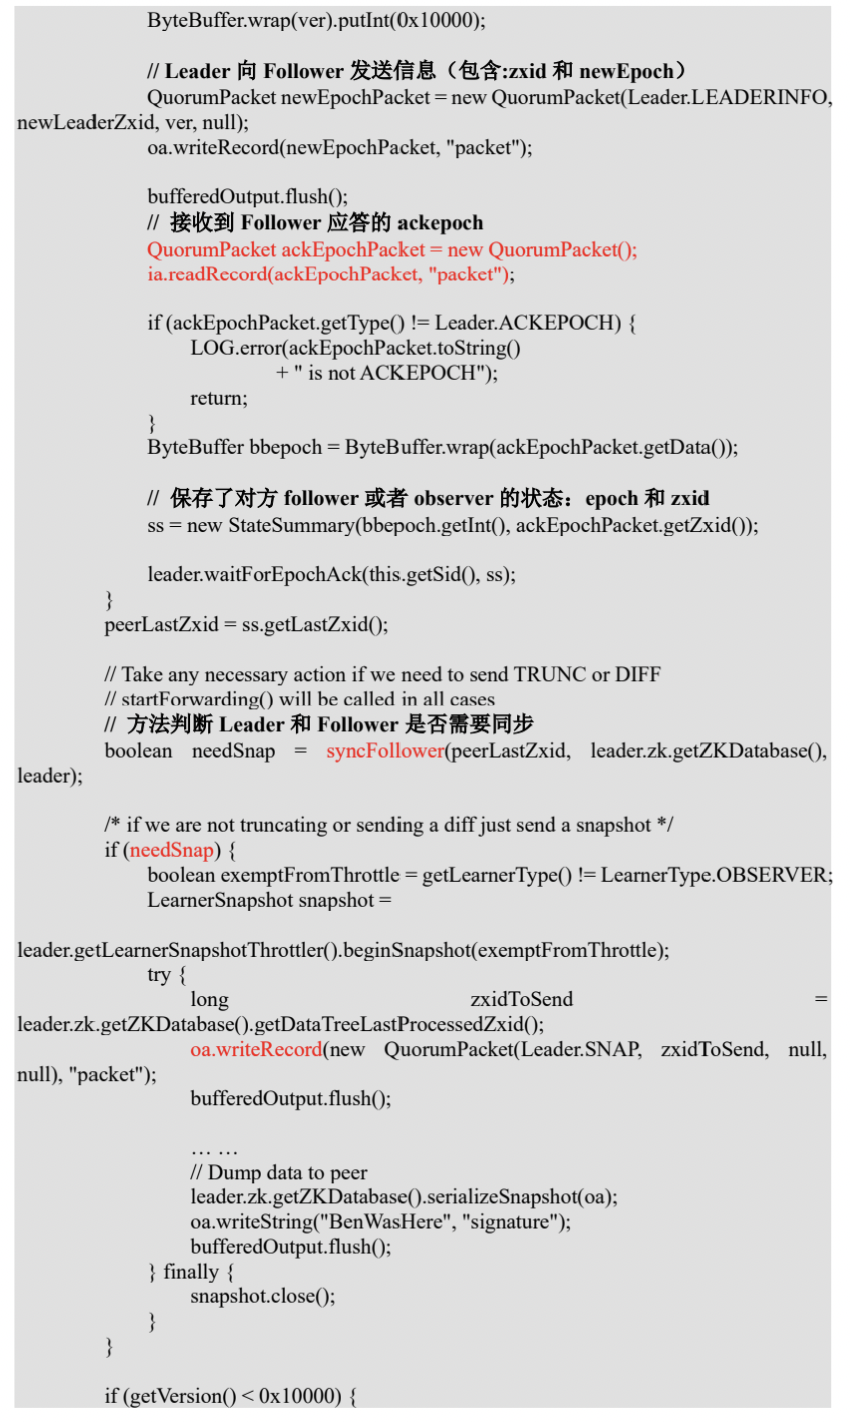 ByteBuffer.wrap(ver).putInt(0x10000);
// Leader 向 Follower 发送信息（包含:zxid 和 newEpoch）
QuorumPacket newEpochPacket = new QuorumPacket(Leader.LEADERINFO,
newLeaderZxid, ver, null);
oa.writeRecord(newEpochPacket, "packet");
bufferedOutput.flush();
// 接收到 Follower 应答的 ackepoch
QuorumPacket ackEpochPacket = new QuorumPacket();
ia.readRecord(ackEpochPacket, "packet");
if (ackEpochPacket.getType() != Leader.ACKEPOCH) {
LOG.error(ackEpochPacket.toString()
+ " is not ACKEPOCH");
return;
}
ByteBuffer bbepoch = ByteBuffer.wrap(ackEpochPacket.getData());
// 保存了对方 follower 或者 observer 的状态：epoch 和 zxid
ss = new StateSummary(bbepoch.getInt(), ackEpochPacket.getZxid());
leader.waitForEpochAck(this.getSid(), ss);
}
peerLastZxid = ss.getLastZxid();
// Take any necessary action if we need to send TRUNC or DIFF
// startForwarding() will be called in all cases
// 方法判断 Leader 和 Follower 是否需要同步
boolean needSnap = syncFollower(peerLastZxid, leader.zk.getZKDatabase(),
leader);
/* if we are not truncating or sending a diff just send a snapshot */
if (needSnap) {
boolean exemptFromThrottle = getLearnerType() != LearnerType.OBSERVER;
LearnerSnapshot snapshot =
leader.getLearnerSnapshotThrottler().beginSnapshot(exemptFromThrottle);
try {
long zxidToSend =
leader.zk.getZKDatabase().getDataTreeLastProcessedZxid();
oa.writeRecord(new QuorumPacket(Leader.SNAP, zxidToSend, null,
null), "packet");
bufferedOutput.flush();
… …
// Dump data to peer
leader.zk.getZKDatabase().serializeSnapshot(oa);
oa.writeString("BenWasHere", "signature");
bufferedOutput.flush();
} finally {
snapshot.close();
}
}
if (getVersion() < 0x10000) {